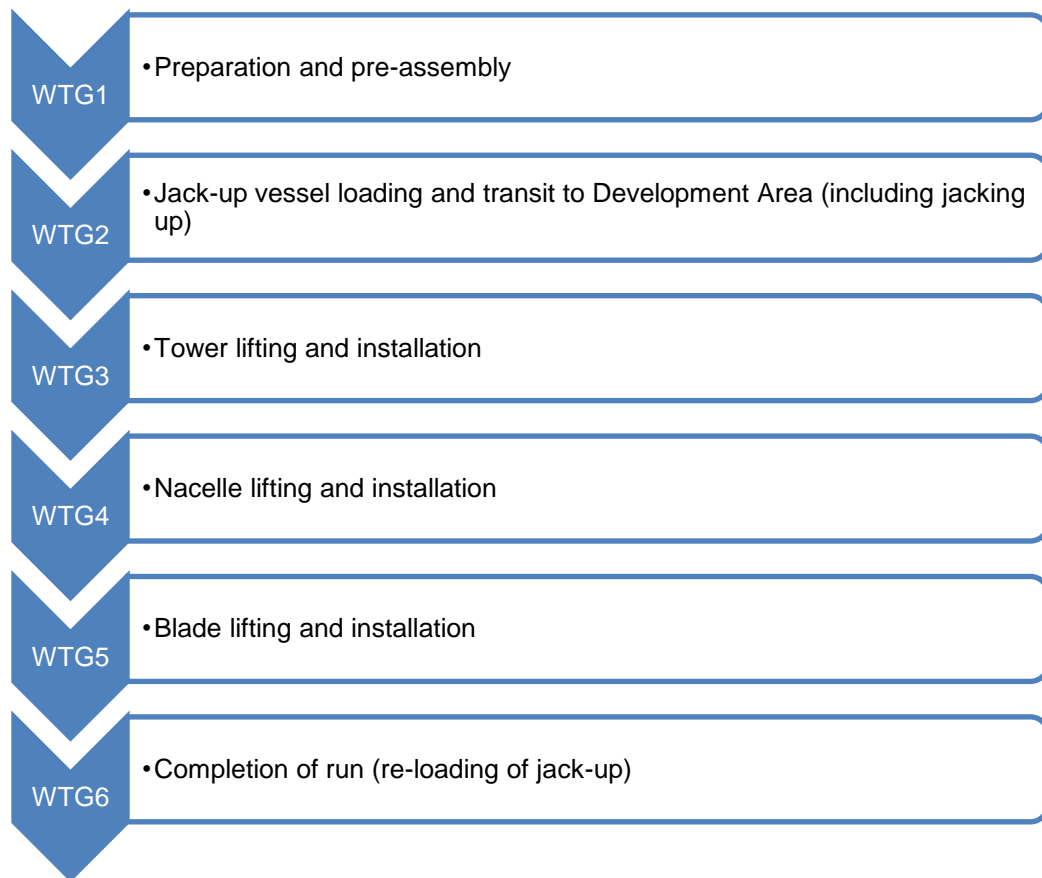 WTG1
•Preparation and pre-assembly
WTG2
•Jack-up vessel loading and transit to Development Area (including jacking
up)
WTG3
•Tower lifting and installation
WTG4
•Nacelle lifting and installation
WTG5
•Blade lifting and installation
WTG6
•Completion of run (re-loading of jack-up)